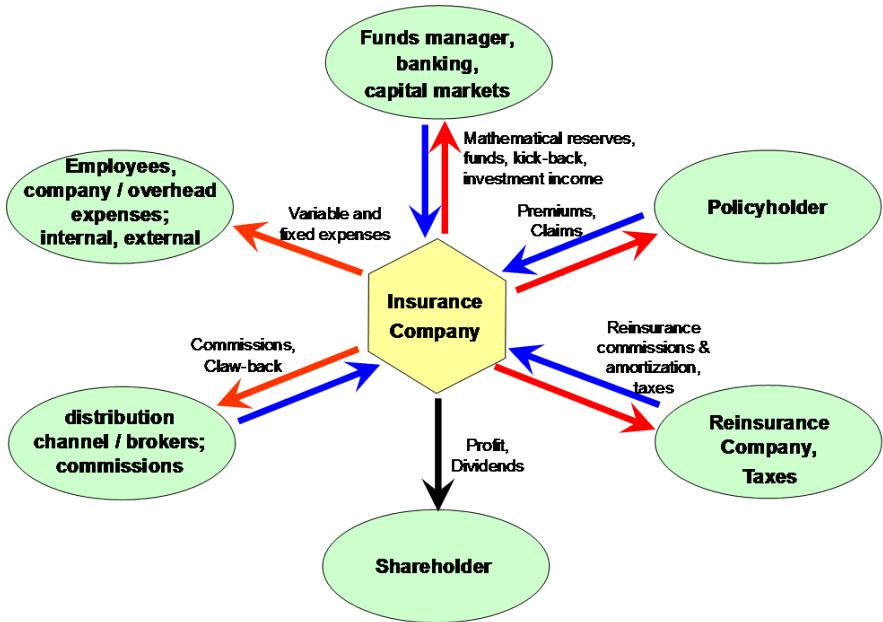 Funds manager,
banking,
capital markets
Mathematical reserves,
funds, kick-back,
investment income
Employees,
company / overhead
expenses;
internal, external
Variable and
fixed expenses
Premiums,
Claims
Policyholder
Insurance
Company
Commissions,
Claw-back
Reinsurance
commissions &
amortization,
taxes
distribution
channel / brokers;
commissions
Profit,
Dividends
Reinsurance
Company,
Taxes
Shareholder